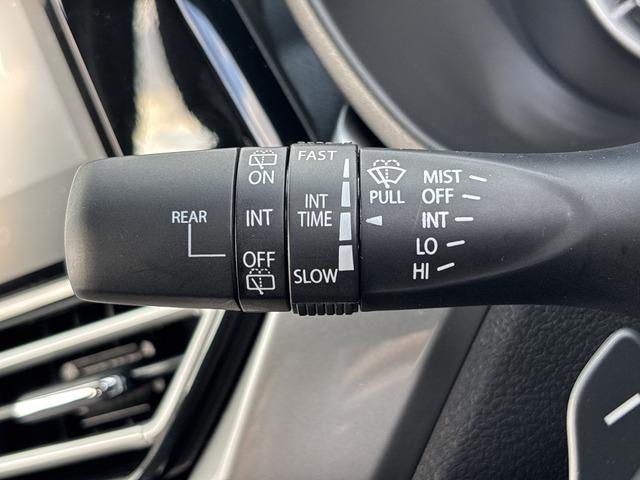 REAR
ON
INT
OFF
FAST
INT
TIME
SLOW
PULL
MIST
OFF
INT
LO
HI